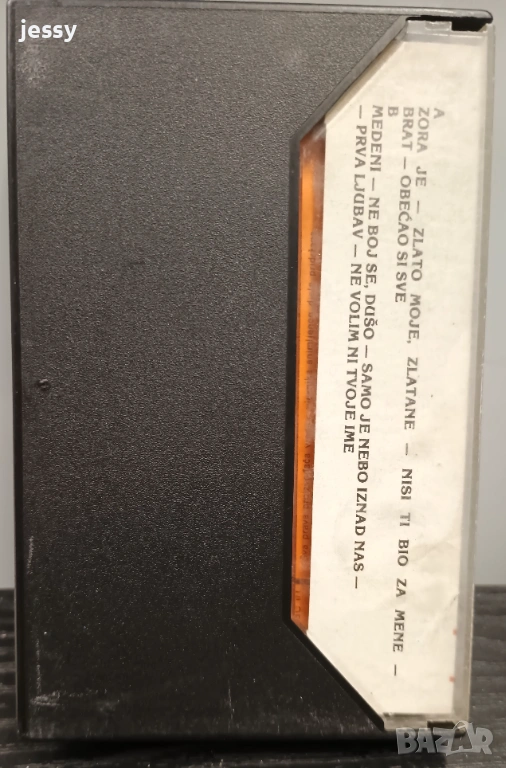 jessy
A
ZORA JE — ZLATO MOJE, ZLATANE — NISI TI BIO ZA MENE —
BRAT — OBEĆAO SI SVE
B
MEDENI — NE BOJ SE, DUŠO — SAMO JE NEBO IZNAD NAS —
— PRVA LJUBAV — NE VOLIM NI TVOJE IME
BAZAR